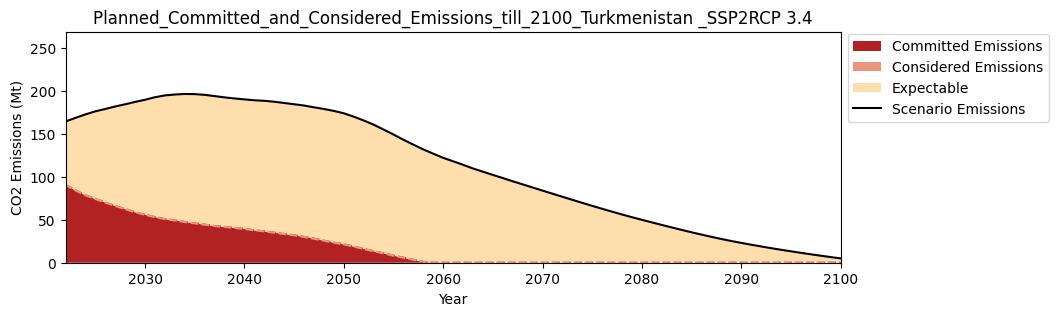 Planned_Committed_and_Considered_Emissions_till_2100_Turkmenistan _SSP2RCP 3.4
250
200
150
100
50
0
CO2 Emissions (Mt)
2030 2040 2050 2060 2070 2080 2090 2100
Year
Committed Emissions
Considered Emissions
Expectable
Scenario Emissions